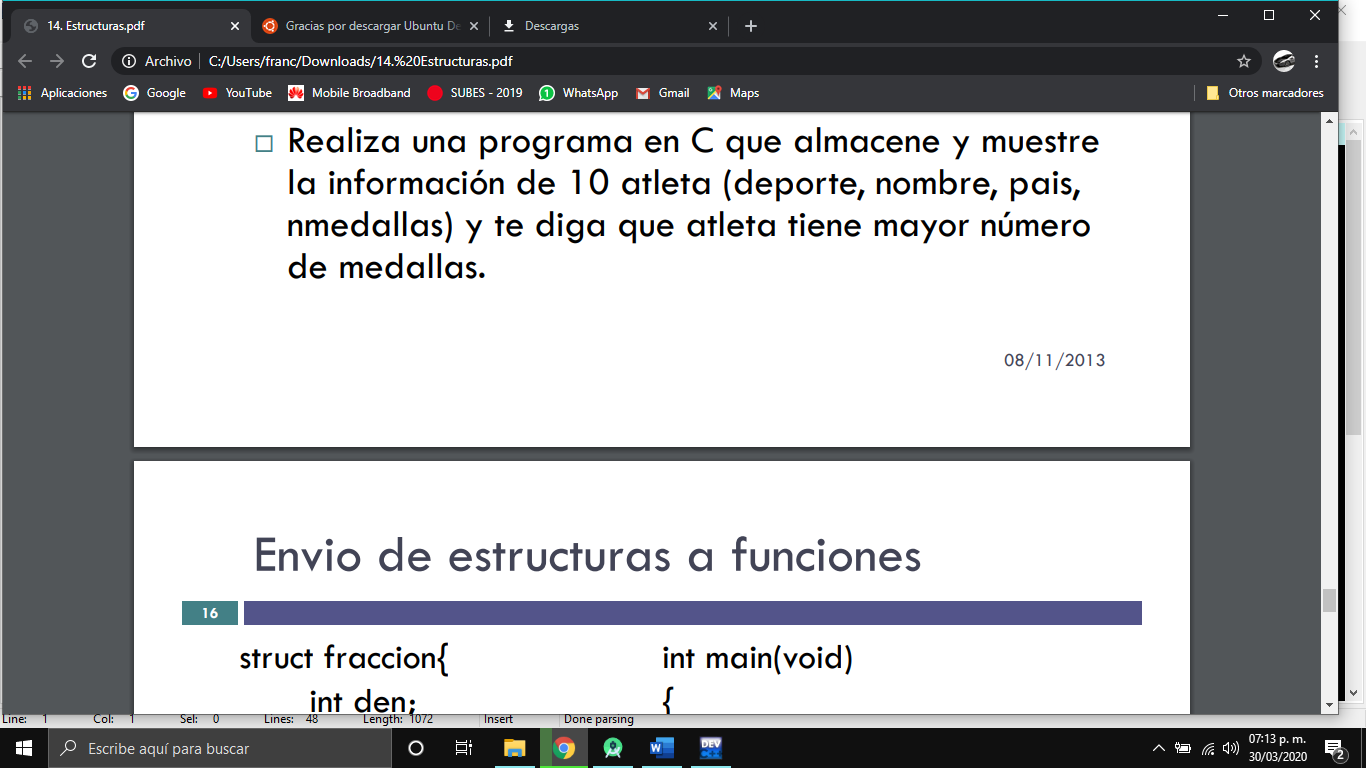 14. Estructuras.pdf
Gracias por descargar Ubuntu De
Descargas
Archivo
C:/Users/franc/Downloads/14.%20Estructuras.pdf
Aplicaciones
Google
YouTube
Mobile Broadband
SUBES - 2019
WhatsApp
Gmail
Maps
Otros marcadores
Realiza una programa en C que almacene y muestre
la información de 10 atleta (deporte, nombre, pais,
nmedallas) y te diga que atleta tiene mayor número
de medallas.
08/11/2013
Envio de estructuras a funciones
16
struct fraccion{
int den;
int main(void)
{
Line: 1 Col: 1 Sel: 0 Lines: 48 Length: 1072 Insert Done parsing
Escribe aquí para buscar
DEV
07:13 p. m.
30/03/2020
2